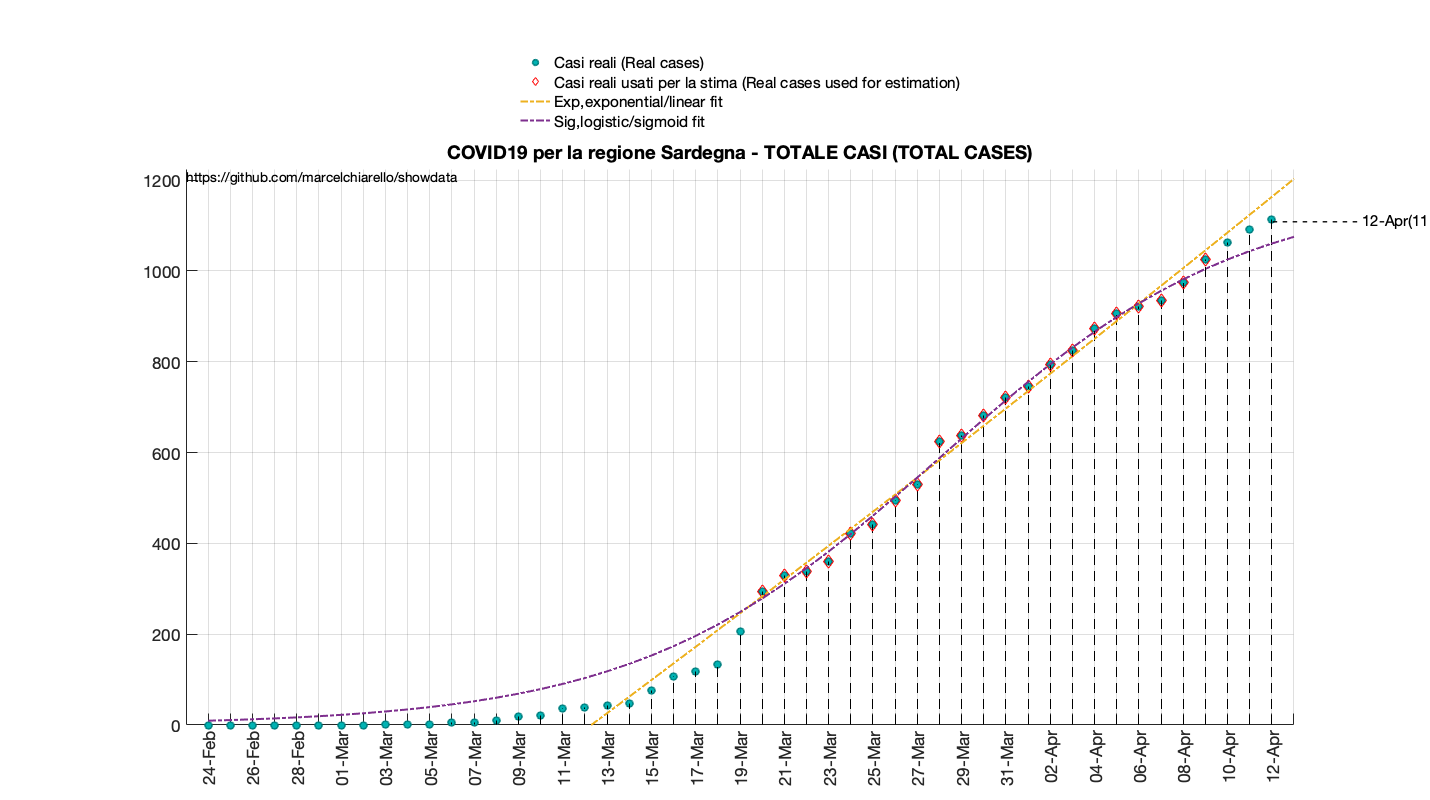 Casi reali (Real cases)
Casi reali usati per la stima (Real cases used for estimation)
Exp,exponential/linear fit
Sig,logistic/sigmoid fit
COVID19 per la regione Sardegna - TOTALE CASI (TOTAL CASES)
https://github.com/marcelchiarello/showdata
1200
1000
800
600
400
200
0
12-Apr(11
24-Feb
26-Feb
28-Feb
01-Mar
03-Mar
05-Mar
07-Mar
09-Mar
11-Mar
13-Mar
15-Mar
17-Mar
19-Mar
21-Mar
23-Mar
25-Mar
27-Mar
29-Mar
31-Mar
02-Apr
04-Apr
06-Apr
08-Apr
10-Apr
12-Apr